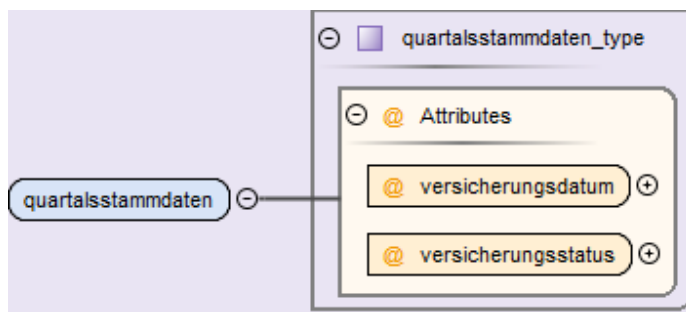 quartalsstammdaten_type
@ Attributes
@ versicherungsdatum
quartalsstammdaten
@ versicherungsstatus